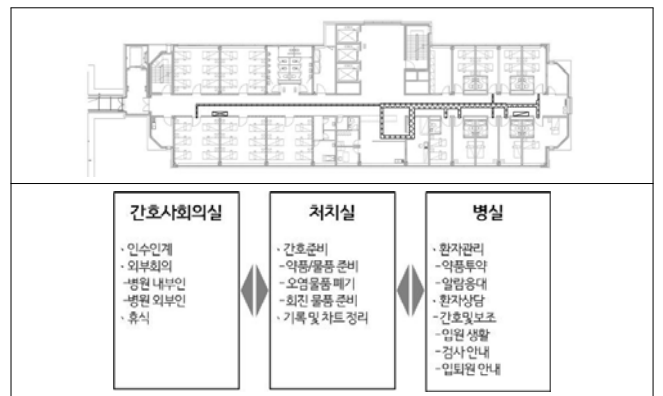 간호사회의실
· 인수인계
· 외부회의
-병원 내부인
-병원 외부인
· 휴식
처치실
· 간호준비
-약품/물품 준비
-오염물품 폐기
-회진 물품 준비
· 기록 및 차트 정리
병실
· 환자관리
-약품투약
-알람응대
· 환자상담
-간호및보조
-입원 생활
-검사 안내
-입퇴원 안내